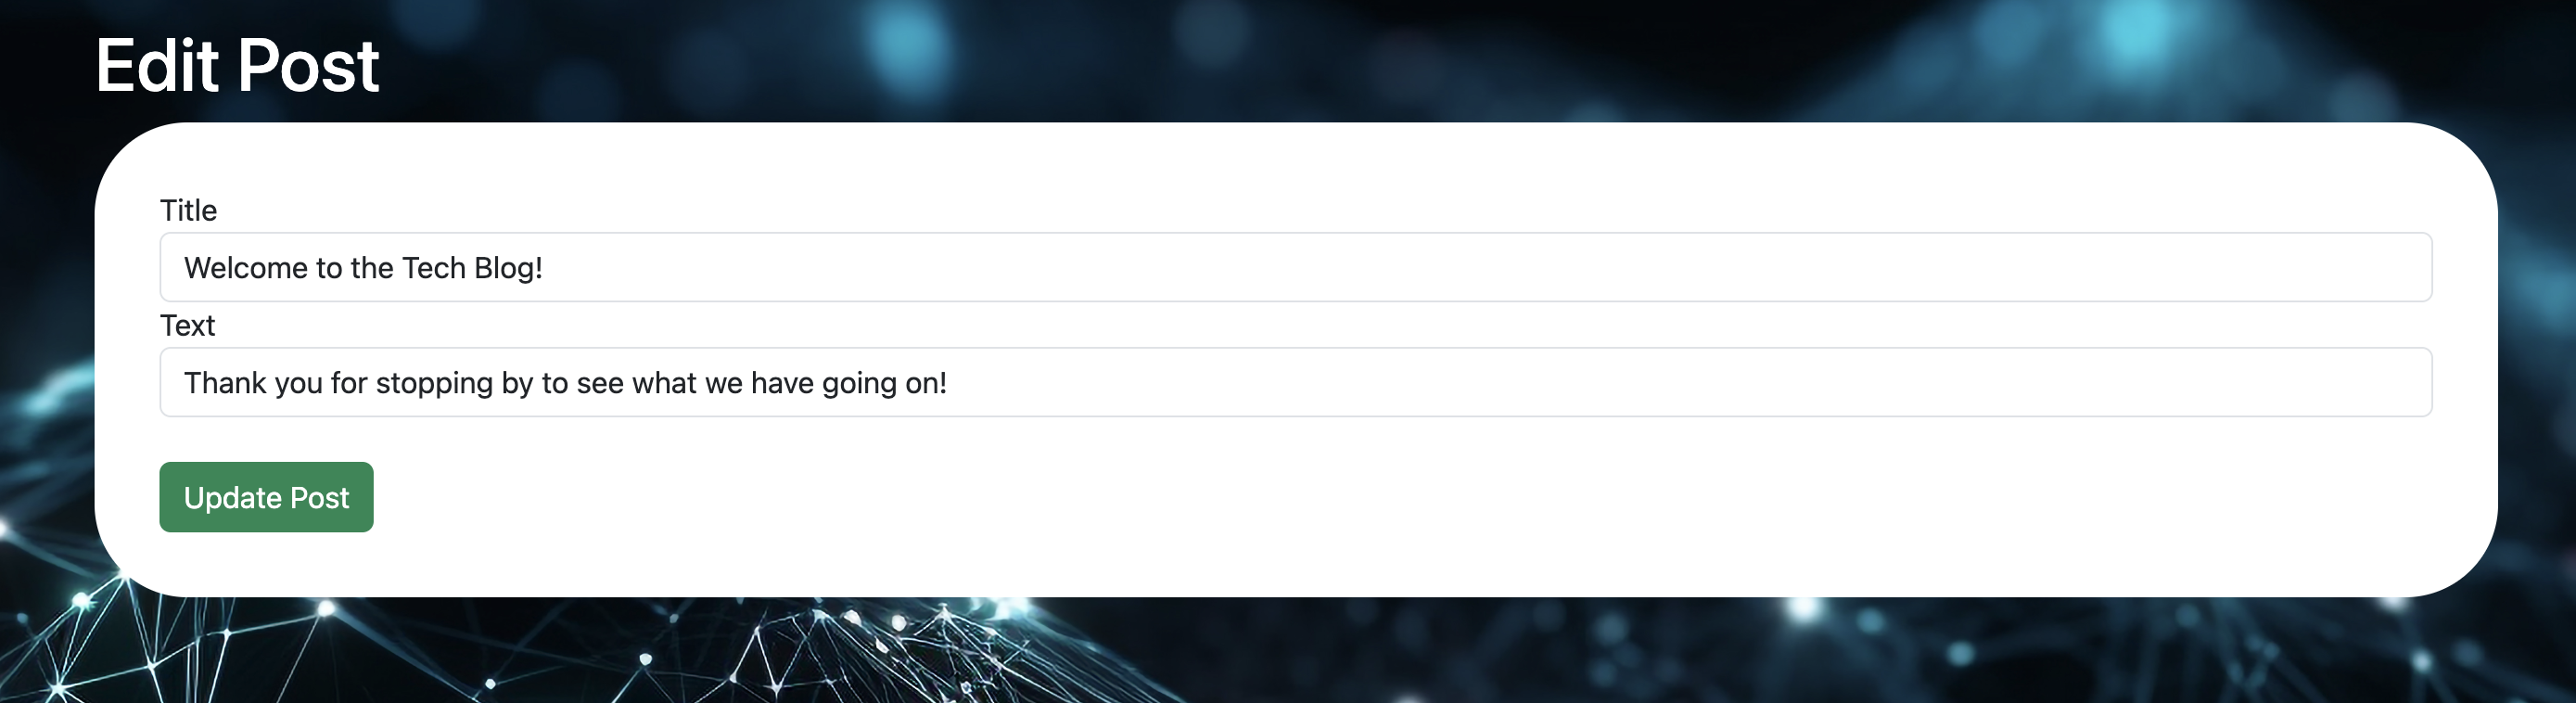 Edit Post
Title
Welcome to the Tech Blog!
Text
Thank you for stopping by to see what we have going on!
Update Post